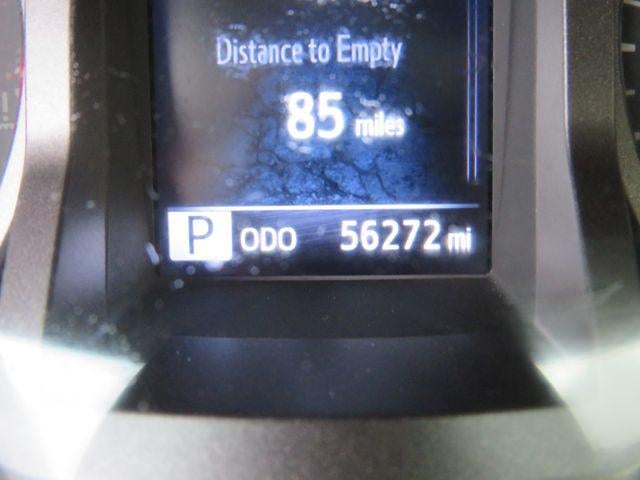 Distance to Empty
85 miles
P ODO 56272 mi